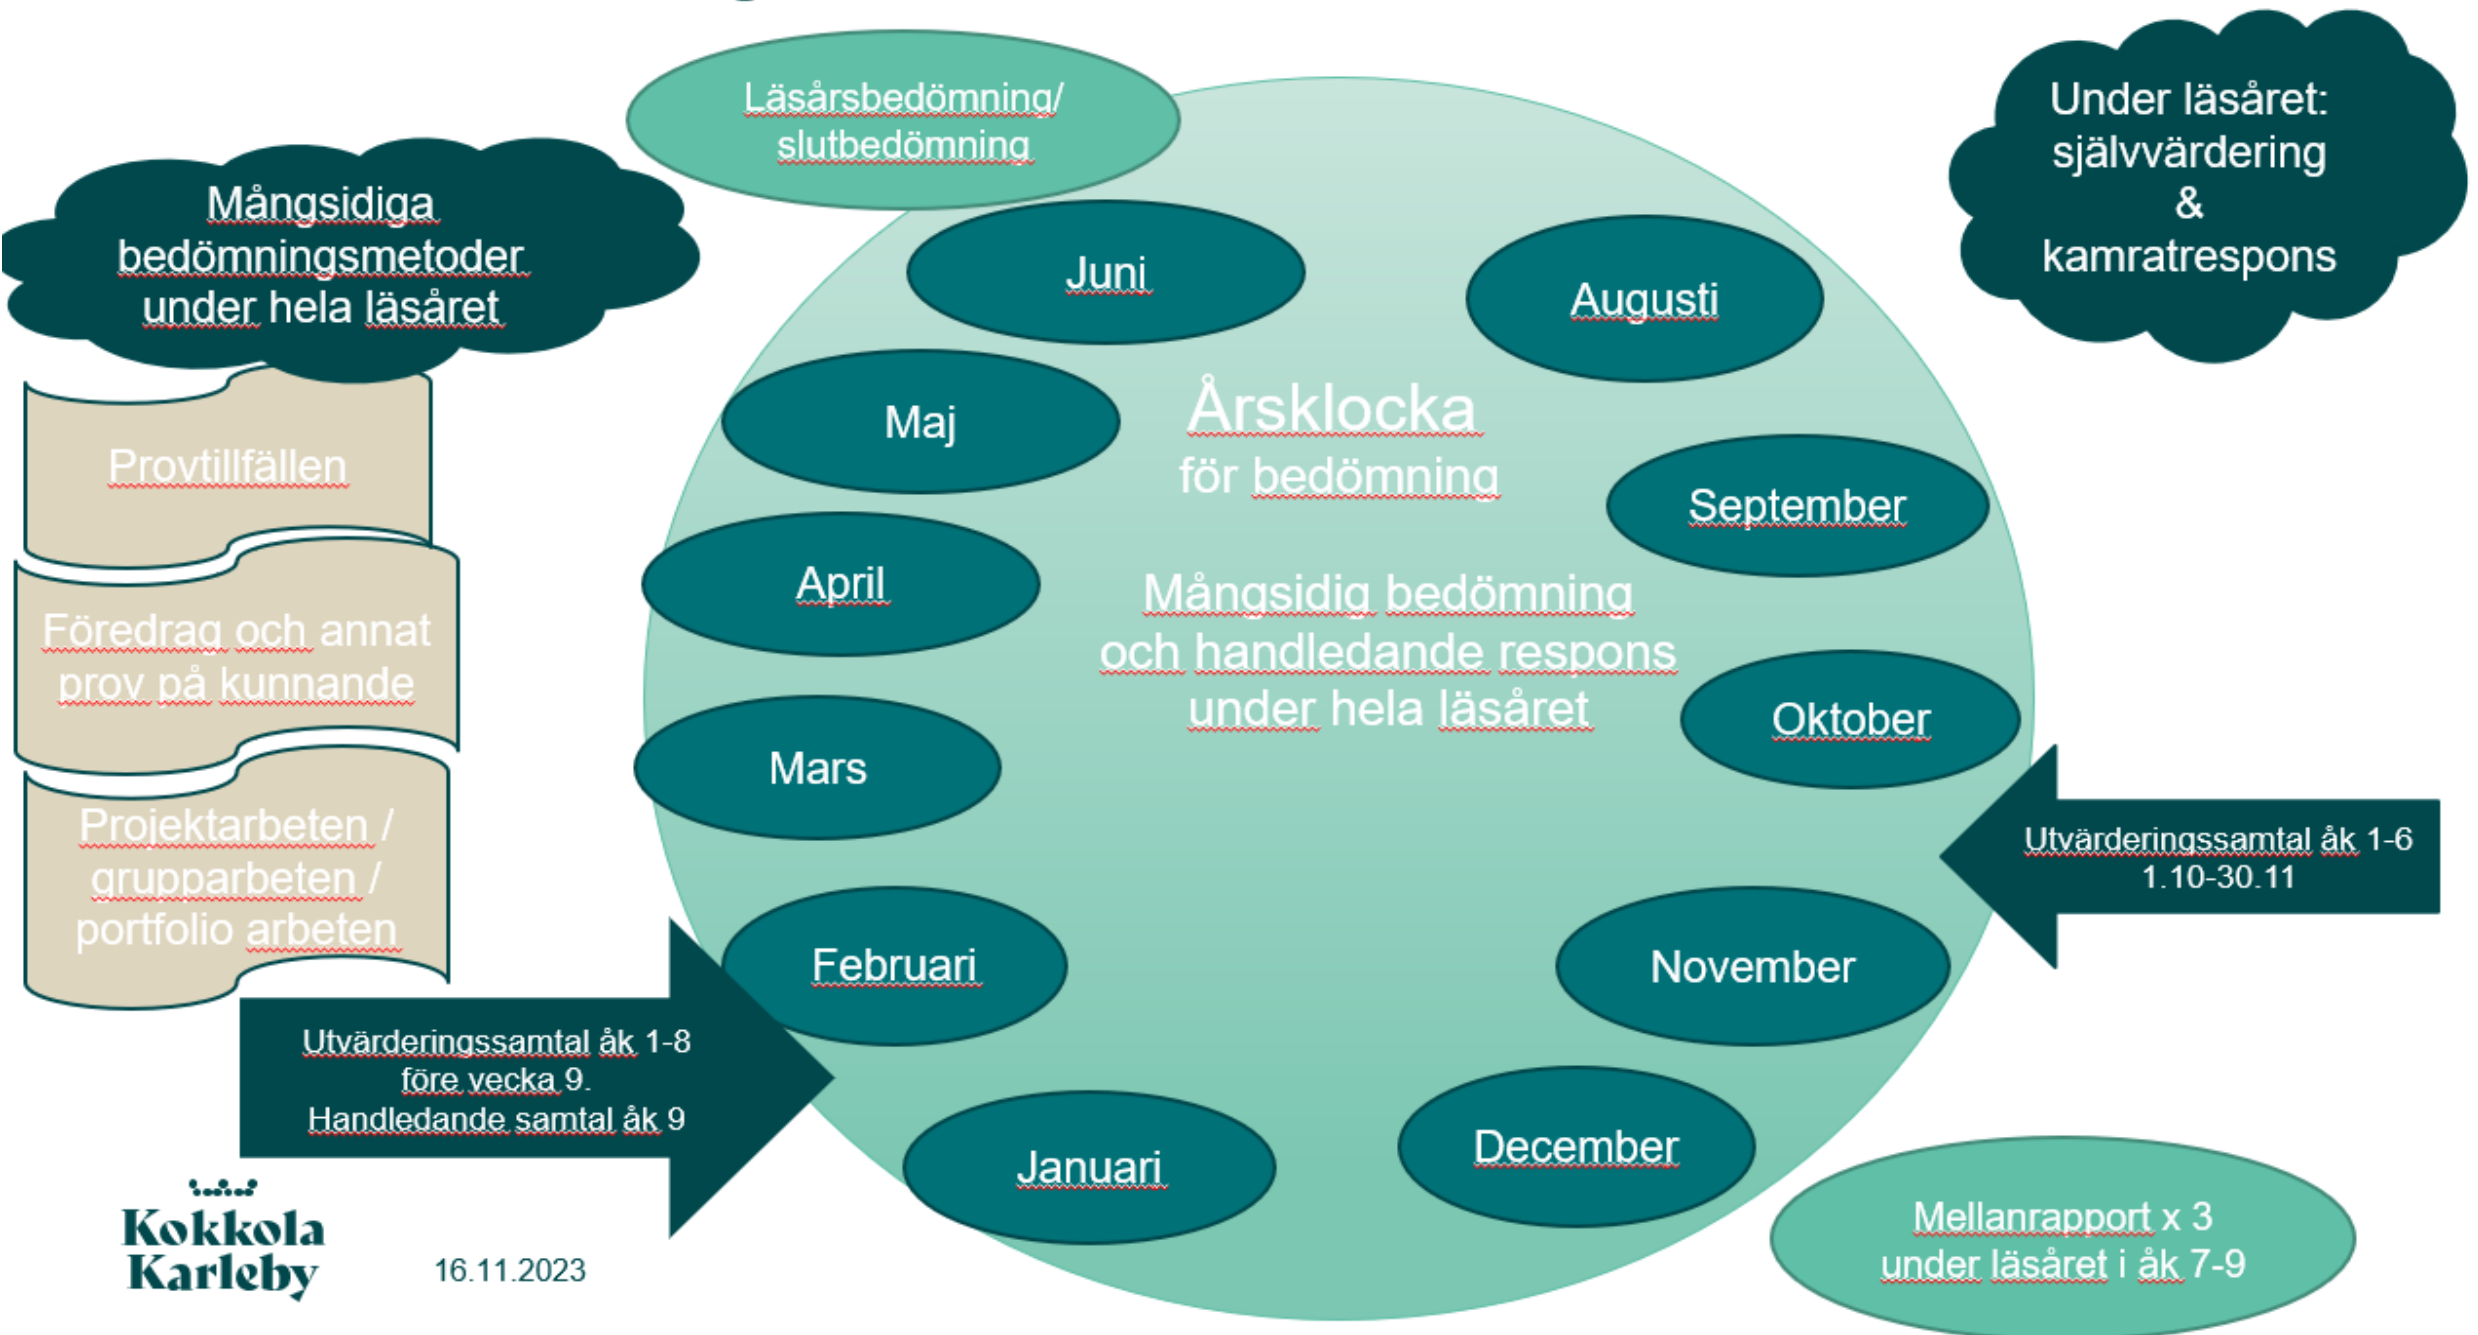 Läsårsbedömning/
slutbedömning
Under läsåret:
självvärdering
&
kamratrespons
Mångsidiga
bedömningsmetoder
under hela läsåret
Provtillfällen
Föredrag och annat
prov på kunnande
Projektarbeten /
grupparbeten /
portfolio arbeten
Årsklocka
för bedömning
Mångsidig bedömning
och handledande respons
under hela läsåret
Augusti
September
Oktober
November
December
Januari
Februari
Mars
April
Maj
Juni
Utvärderingssamtal åk 1-6
1.10-30.11
Utvärderingssamtal åk 1-8
före vecka 9.
Handledande samtal åk 9
Mellanrapport x 3
under läsåret i åk 7-9
Kokkola
Karleby
16.11.2023